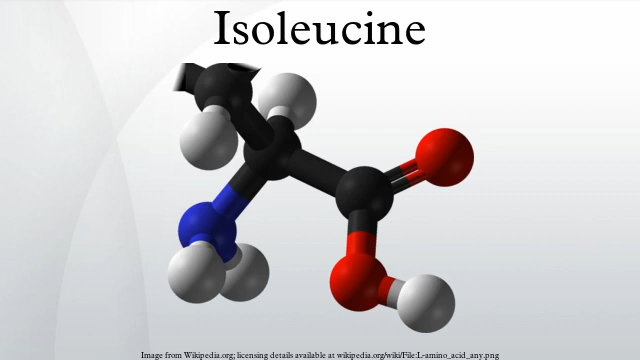 Isoleucine
Image from Wikipedia.org; licensing details available at wikipedia.org/wiki/File:L-amino_acid_any.png